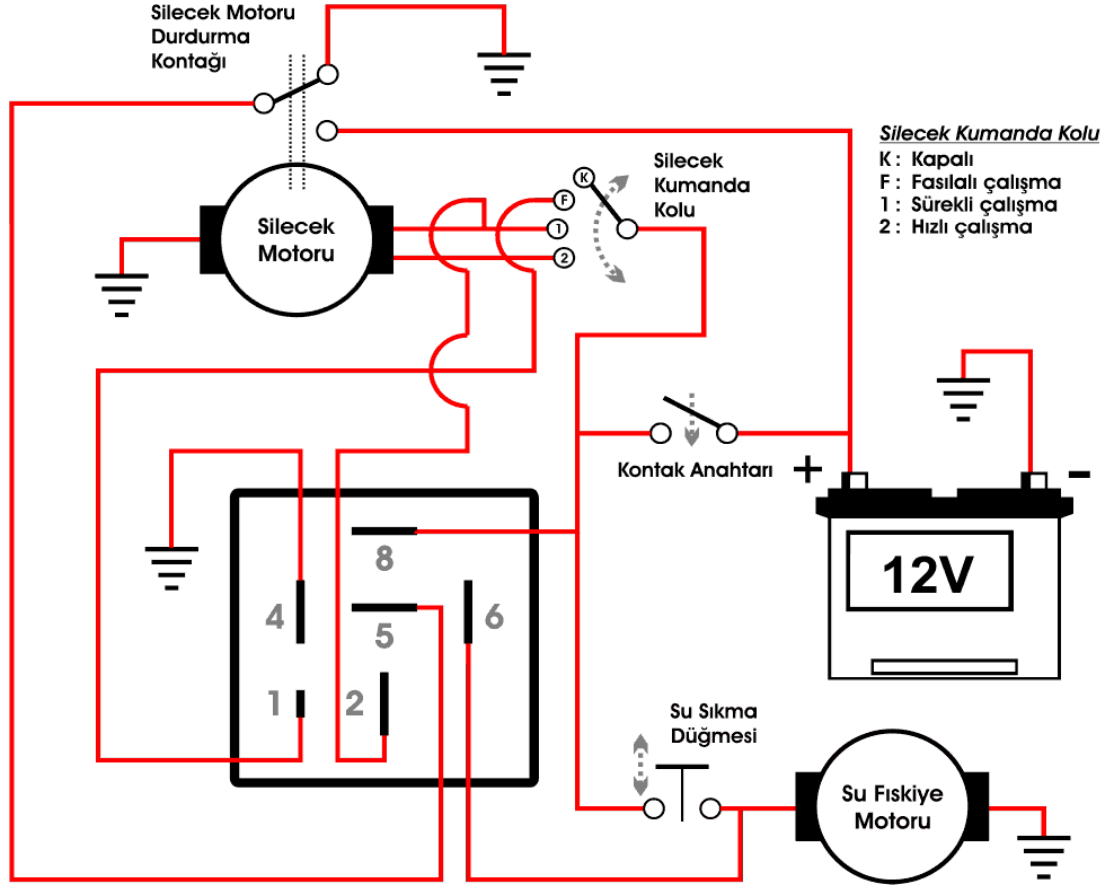 Silecek Motoru
Durdurma
Kontağı
Silecek Kumanda Kolu
K : Kapalı
F : Fasılalı çalışma
1 : Sürekli çalışma
2 : Hızlı çalışma
Silecek
Kumanda
Kolu
K
F
1
2
Silecek
Motoru
Kontak Anahtarı
+
-
12V
8
4
5
6
1
2
Su Sıkma
Düğmesi
Su Fıskiye
Motoru